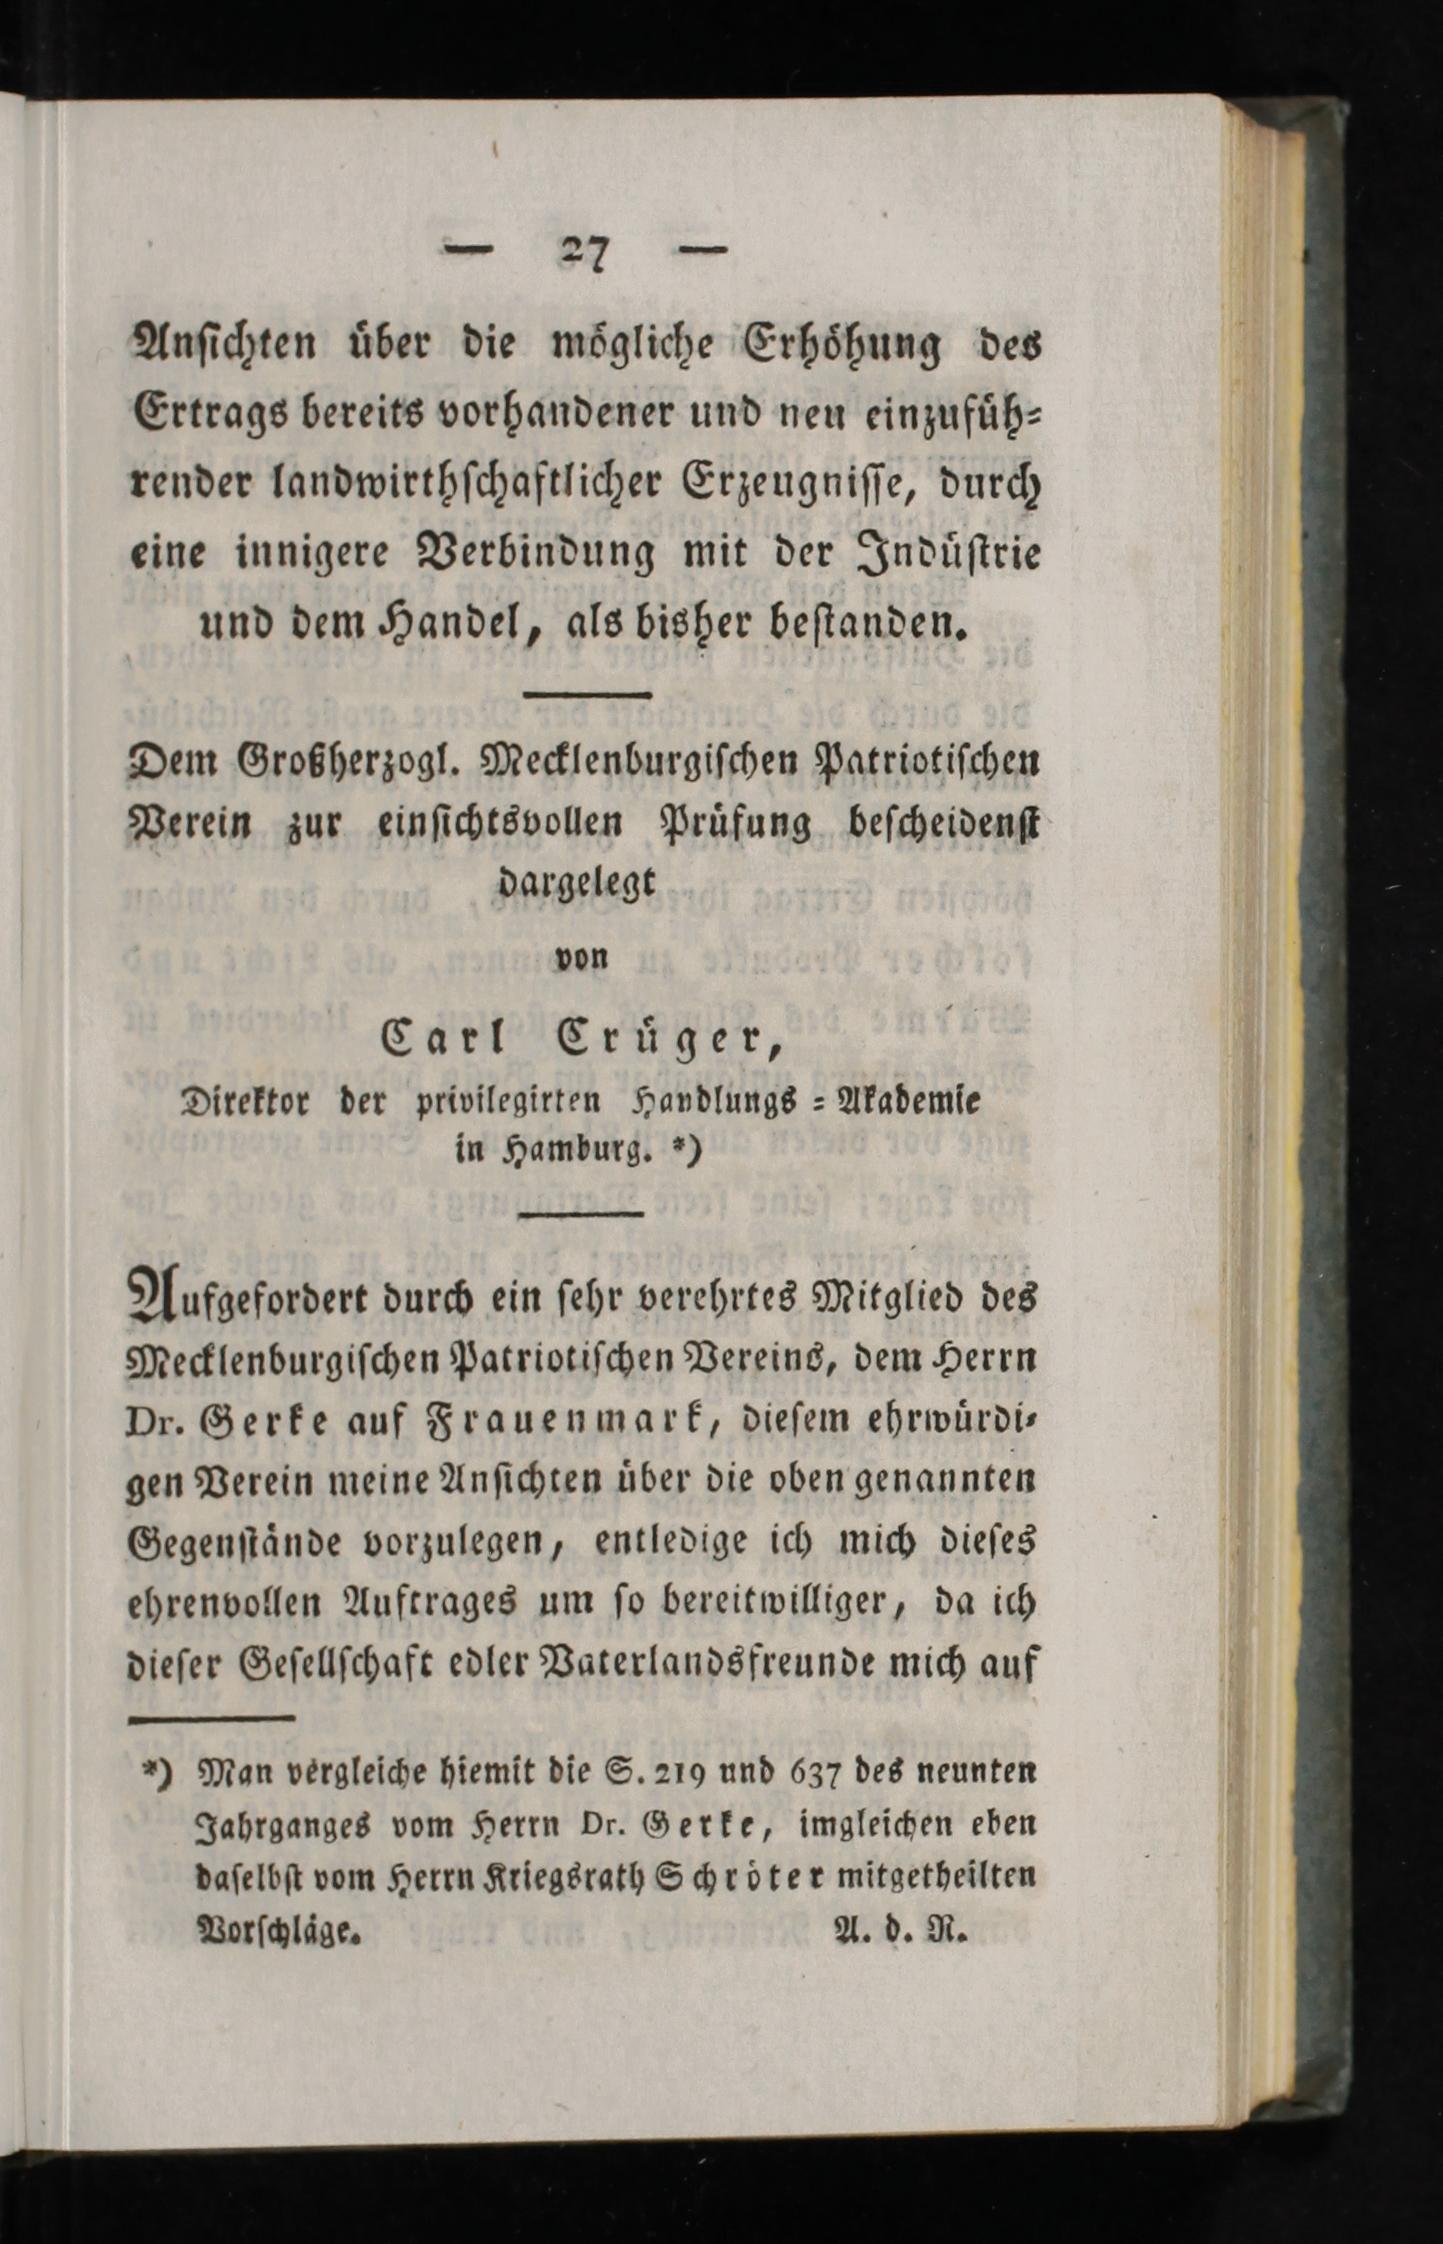 — 27 —
Anſichten über die mögliche Erhöhung des
Ertrags bereits vorhandener und neu einzufüh⸗
render landwirthſchaftlicher Erzeugniſſe, durch
eine innigere Verbindung mit der Indüſtrie
und dem Handel, als bisher beſtanden.
Dem Großherzogl. Mecklenburgiſchen Patriotiſchen
Verein zur einſichtsvollen Prüfung beſcheidenſt
dargelegt
von
Carl Crüger,
Direktor der privilegirten Handlungs⸗Akademie
in Hamburg. *)
Aufgefordert durch ein ſehr verehrtes Mitglied des
Mecklenburgiſchen Patriotiſchen Vereins, dem Herrn
Dr. Gerke auf Frauenmark, dieſem ehrwürdi⸗
gen Verein meine Anſichten über die oben genannten
Gegenſtände vorzulegen, entledige ich mich dieſes
ehrenvollen Auftrages um ſo bereitwilliger, da ich
dieſer Geſellſchaft edler Vaterlandsfreunde mich auf
*) Man vergleiche hiemit die S. 219 und 637 des neunten
Jahrganges vom Herrn Dr. Gerke, imgleichen eben
daſelbſt vom Herrn Kriegsrath Schröter mitgetheilten
Vorſchläge. A. d. R.